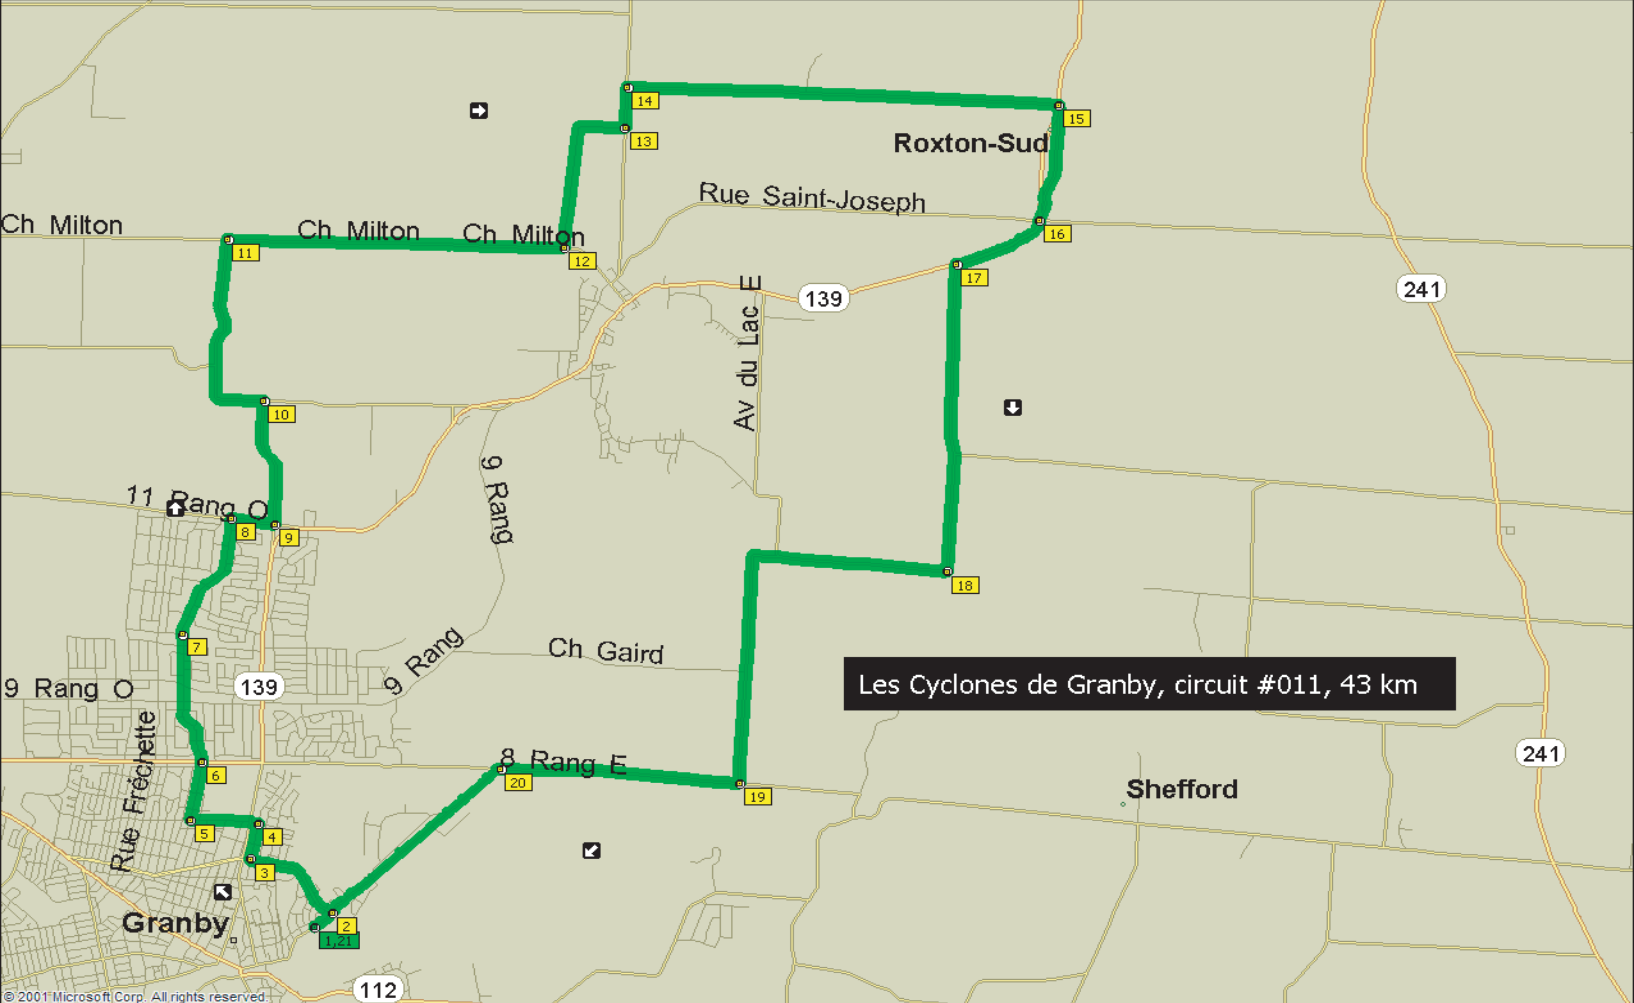 14
15
13
Roxton-Sud
Rue Saint-Joseph
Ch Milton
Ch Milton
Ch Milton
16
11
12
17
139
241
Av du Lac E
10
9 Rang
11 Rang O
8
9
18
7
Ch Gaird
9 Rang
9 Rang O
139
Les Cyclones de Granby, circuit #011, 43 km
Rue Fréchette
8 Rang E
241
6
20
19
Shefford
5
4
3
Granby
2
1,21
112
© 2001 Microsoft Corp. All rights reserved.